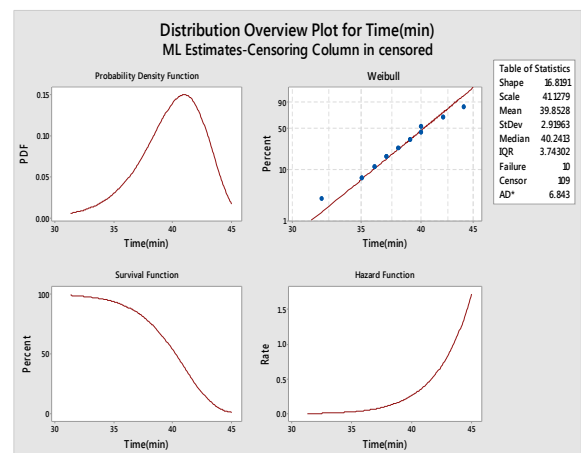 Distribution Overview Plot for Time(min)
ML Estimates-Censoring Column in censored
Probability Density Function
0.15
0.10
0.05
0.00
PDF
30 35 40 45
Time(min)
Weibull
90
50
10
1
Percent
35 40 45
Time(min)
Table of Statistics
Shape 16.8191
Scale 41.1279
Mean 39.8528
StDev 2.91963
Median 40.2413
IQR 3.74302
Failure 10
Censor 109
AD* 6.843
Survival Function
100
50
0
Percent
30 35 40 45
Time(min)
Hazard Function
1.5
1.0
0.5
0.0
Rate
30 35 40 45
Time(min)